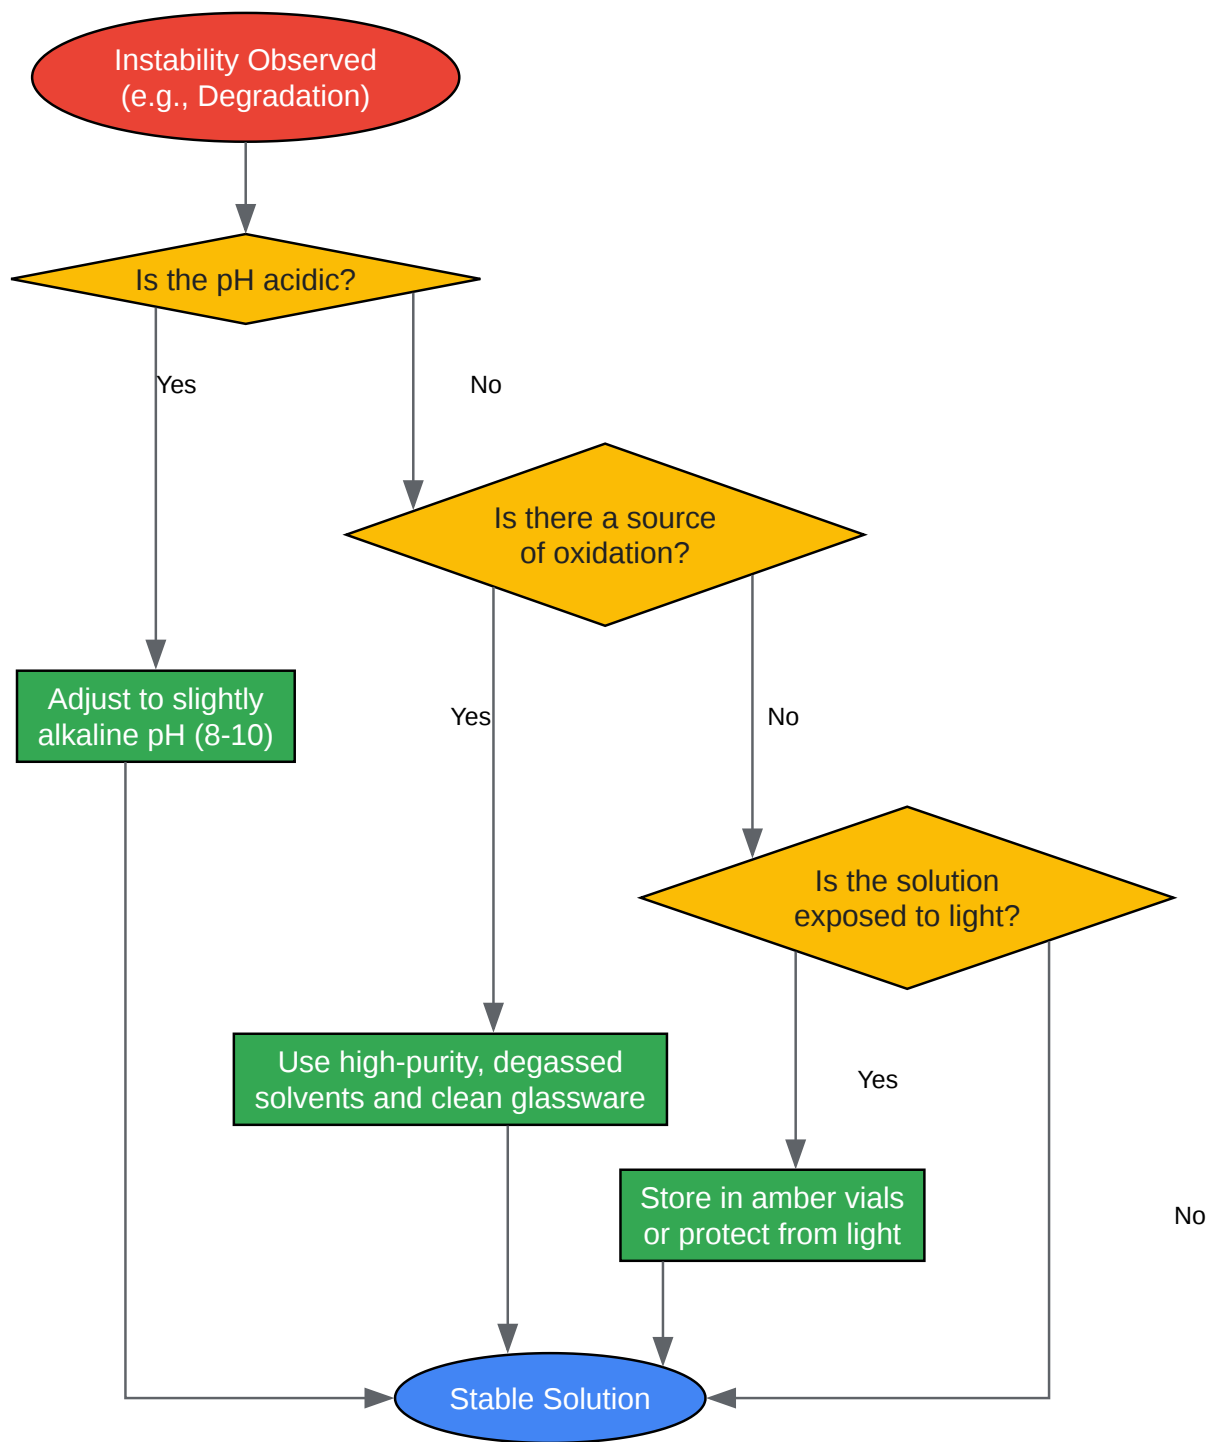 Instability Observed
(e.g., Degradation)
Is the pH acidic?
Yes
No
Is there a source
of oxidation?
Adjust to slightly
alkaline pH (8-10)
Yes
No
Is the solution
exposed to light?
Use high-purity, degassed
solvents and clean glassware
Yes
Store in amber vials
or protect from light
No
Stable Solution